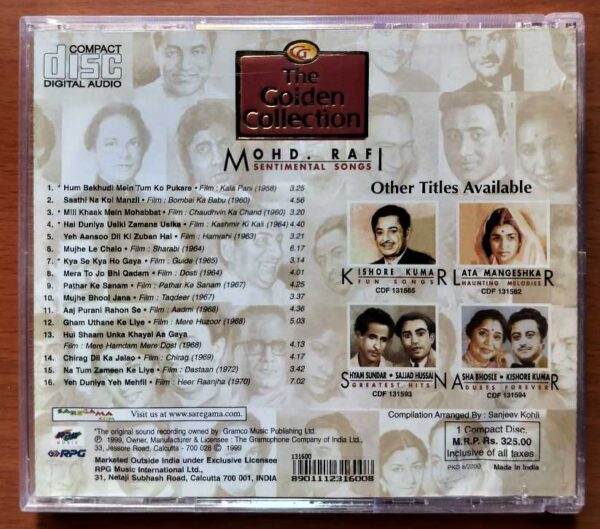 COMPACT
disc
DIGITAL AUDIO
The
Golden
Collection
MOHD. RAFI
SENTIMENTAL SONGS
1. * Hum Bekhudi Mein Tum Ko Pukare • Film : Kala Pani (1958) 3.25
2. Saathi Na Koi Manzil • Film : Bombai Ka Babu (1960) 4.56
3. * Mili Khaak Mein Mohabbat • Film : Chaudhvin Ka Chand (1960) 3.20
4. * Hai Duniya Usiki Zamana Usika • Film : Kashmir Ki Kali (1964) 4.40
5. Yeh Aansoo Dil Ki Zuban Hai • Film : Hamrahi (1963) 3.21
6. Mujhe Le Chalo • Film : Sharabi (1964) 6.17
7. * Kya Se Kya Ho Gaya • Film : Guide (1965) 3.14
8. Mera To Jo Bhi Qadam • Film : Dosti (1964) 4.01
9. Pathar Ke Sanam • Film : Pathar Ke Sanam (1967) 4.25
10. Mujhe Bhool Jana • Film : Taqdeer (1967) 3.37
11. Aaj Purani Rahon Se • Film : Aadmi (1968) 3.36
12. Gham Uthane Ke Liye • Film : Mere Huzoor (1968) 5.03
13. Hui Shaam Unka Khayal Aa Gaya...
Film : Mere Hamdam Mere Dost (1968) 4.13
14. Chirag Dil Ka Jalao • Film : Chirag (1969) 4.17
15. Na Tum Zameen Ke Liye • Film : Dastaan (1972) 3.42
16. Yeh Duniya Yeh Mehfil • Film : Heer Raanjha (1970) 7.02
Other Titles Available
KISHORE KUMAR
FUN SONGS
CDF 131565
LATA MANGESHKAR
HAUNTING MELODIES
CDF 131582
SHYAM SUNDAR • SAJJAD HUSSAIN
GREATEST HITS
CDF 131593
ASHA BHOSLE • KISHORE KUMAR
DUETS FOREVER
CDF 131594
Compilation Arranged By : Sanjeev Kohli
SAREGAMA
Visit us at www.saregama.com
*The original sound recording owned by: Gramco Music Publishing Ltd.
℗ 1999, Owner, Manufacturer & Licensee : The Gramophone Company of India Ltd.,
33, Jessore Road, Calcutta - 700 028 © 1999
RPG
Marketed Outside India under Exclusive Licensee
RPG Music International Ltd.,
31, Netaji Subhash Road, Calcutta 700 001, INDIA
131600
8901112316008
1 Compact Disc.
M.R.P. Rs. 325.00
Inclusive of all taxes
Made in India